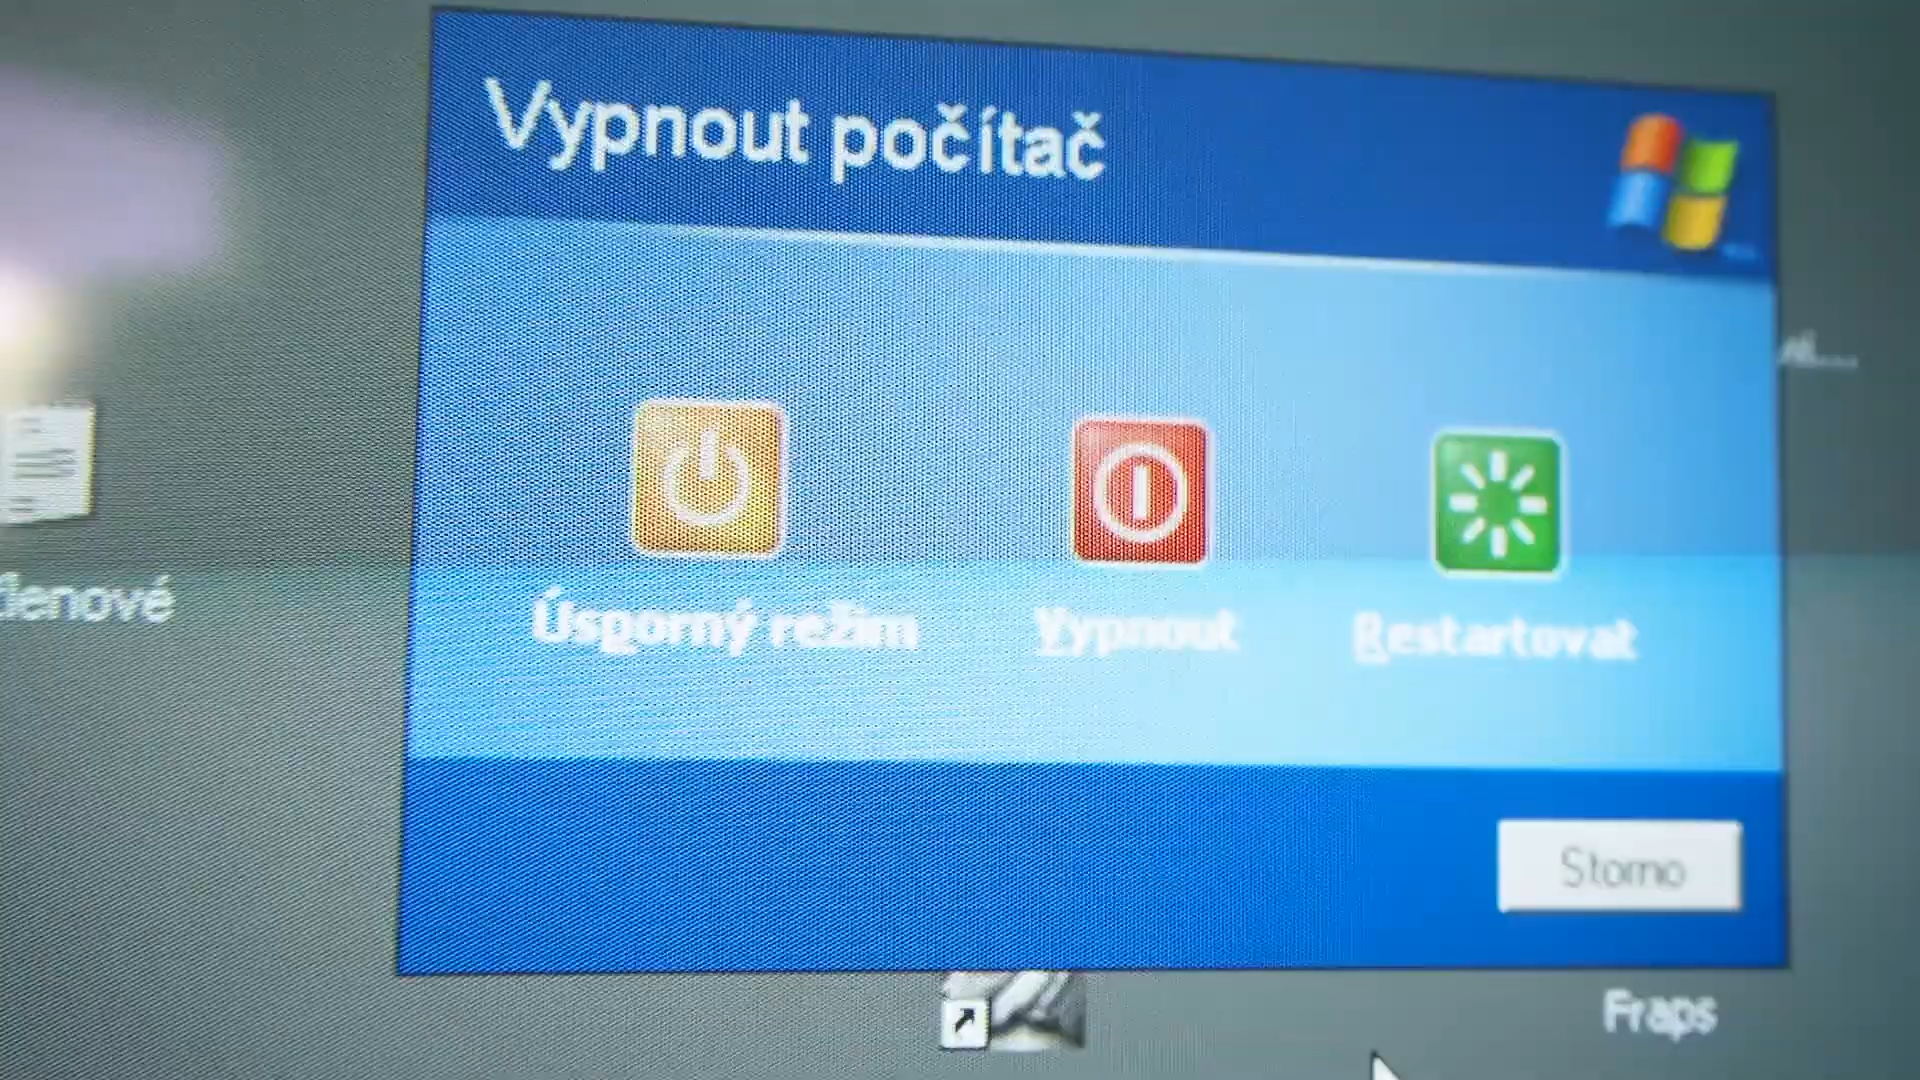 Vypnout počítač
Úsporný režim
Vypnout
Restartovat
Storno
Fraps